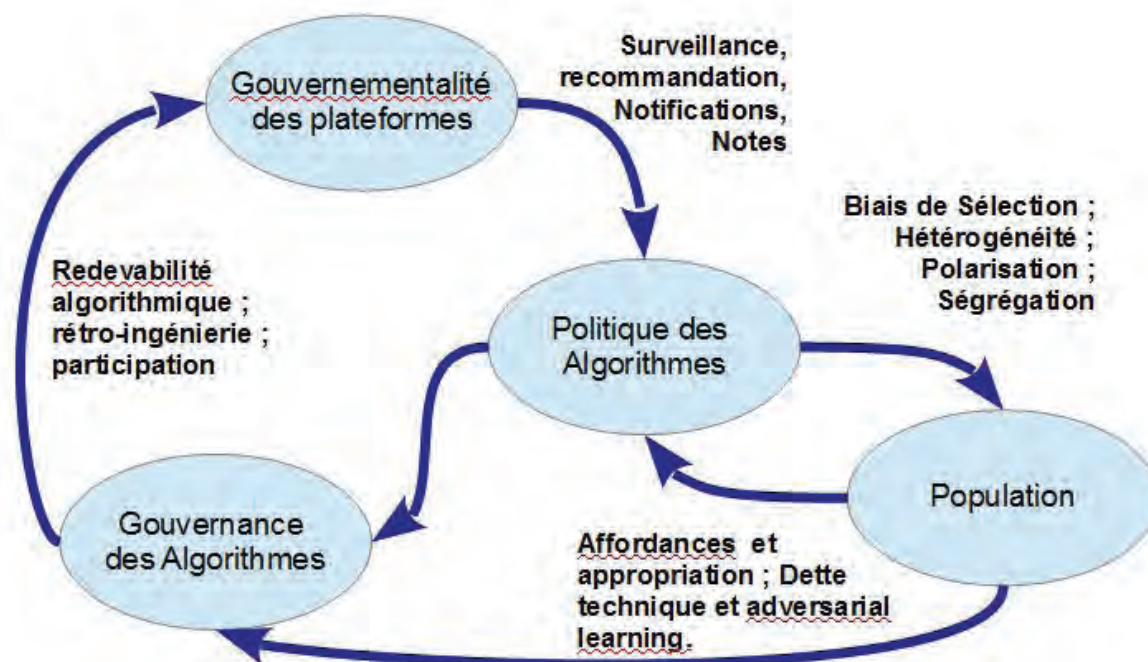 Gouvernementalité
des plateformes
Surveillance,
recommandation,
Notifications,
Notes
Biais de Sélection ;
Hétérogénéité ;
Polarisation ;
Ségrégation
Redevabilité
algorithmique ;
rétro-ingénierie ;
participation
Politique des
Algorithmes
Population
Gouvernance
des Algorithmes
Affordances et
appropriation ; Dette
technique et adversarial
learning.